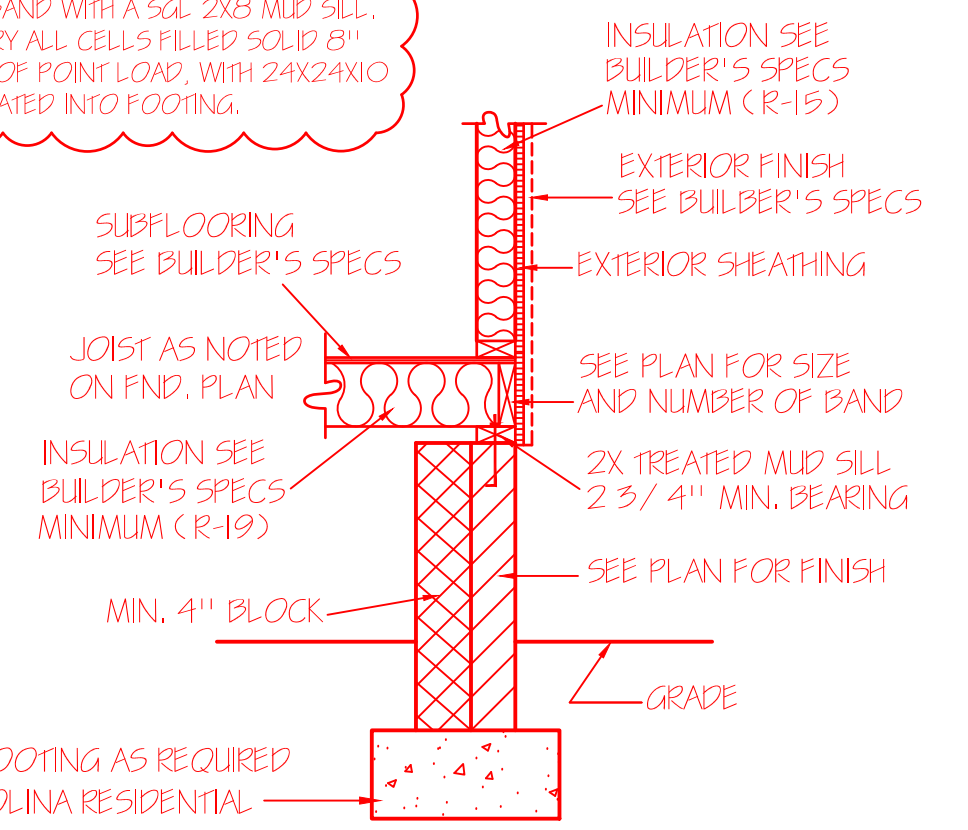 BAND WITH A SGL 2X8 MUD SILL.
RY ALL CELLS FILLED SOLID 8"
OF POINT LOAD, WITH 24X24X10
ATED INTO FOOTING.
INSULATION SEE
BUILDER'S SPECS
MINIMUM (R-15)
EXTERIOR FINISH
SEE BUILBER'S SPECS
SUBFLOORING
SEE BUILDER'S SPECS
EXTERIOR SHEATHING
JOIST AS NOTED
ON FND. PLAN
SEE PLAN FOR SIZE
AND NUMBER OF BAND
INSULATION SEE
BUILDER'S SPECS
MINIMUM (R-19)
2X TREATED MUD SILL
2 3/4" MIN. BEARING
SEE PLAN FOR FINISH
MIN. 4" BLOCK
GRADE
OOTING AS REQUIRED
OLINA RESIDENTIAL